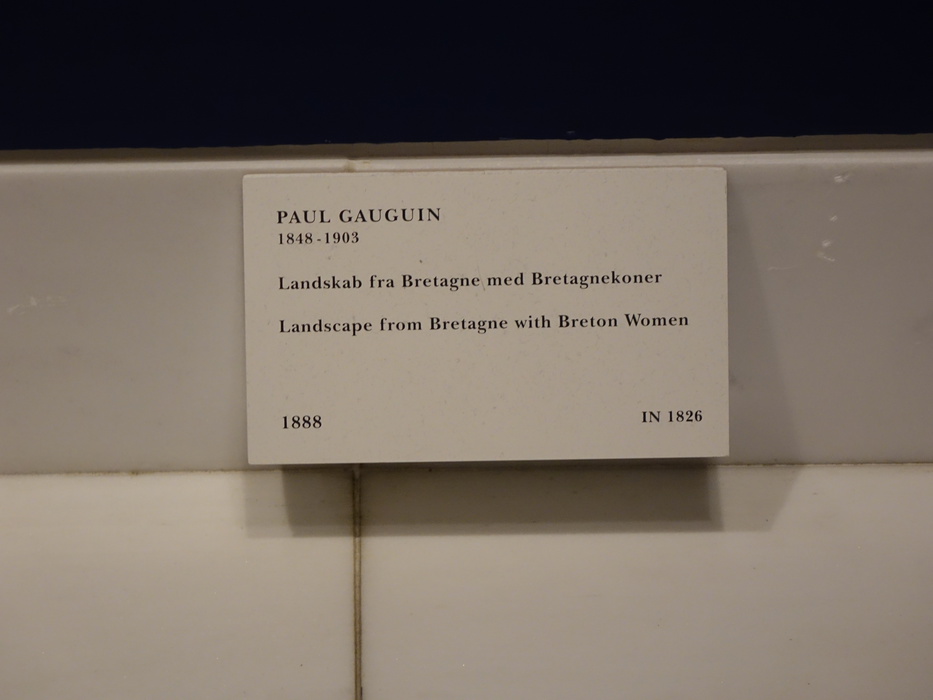 PAUL GAUGUIN
1848-1903
Landskab fra Bretagne med Bretagnekoner
Landscape from Bretagne with Breton Women
1888 IN 1826